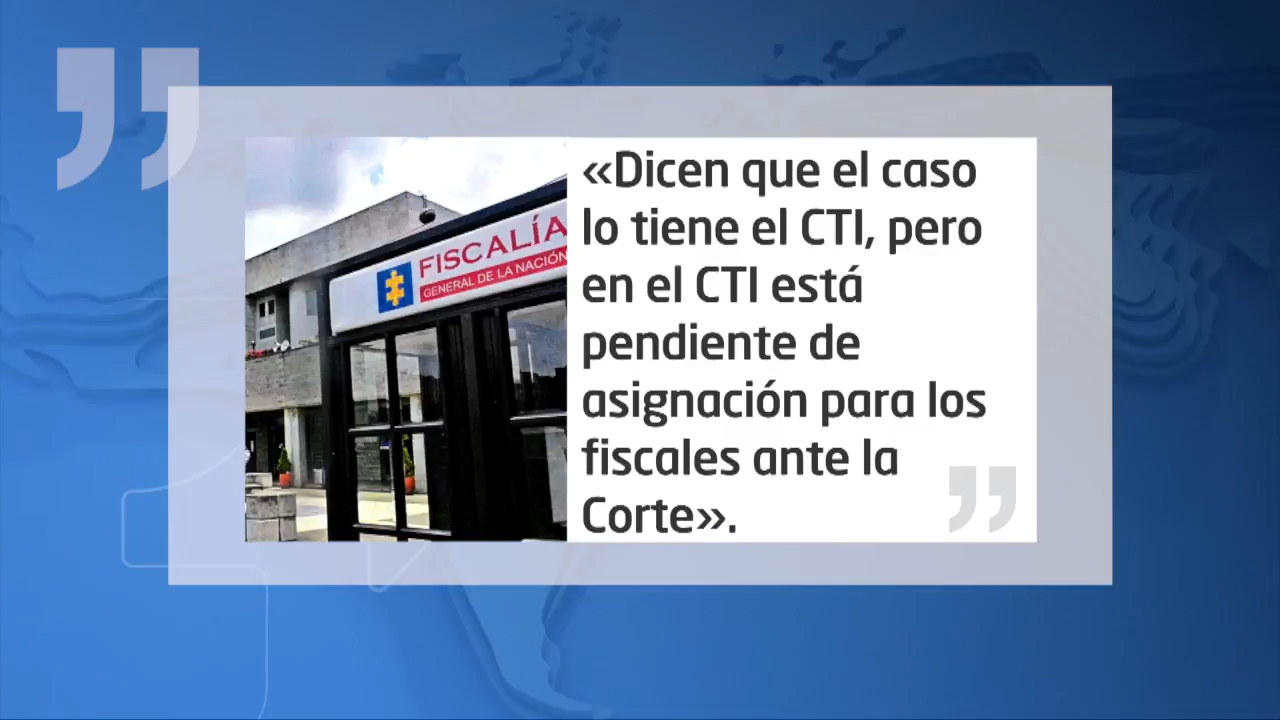 FISCALÍA
GENERAL DE LA NACIÓN
«Dicen que el caso
lo tiene el CTI, pero
en el CTI está
pendiente de
asignación para los
fiscales ante la
Corte».